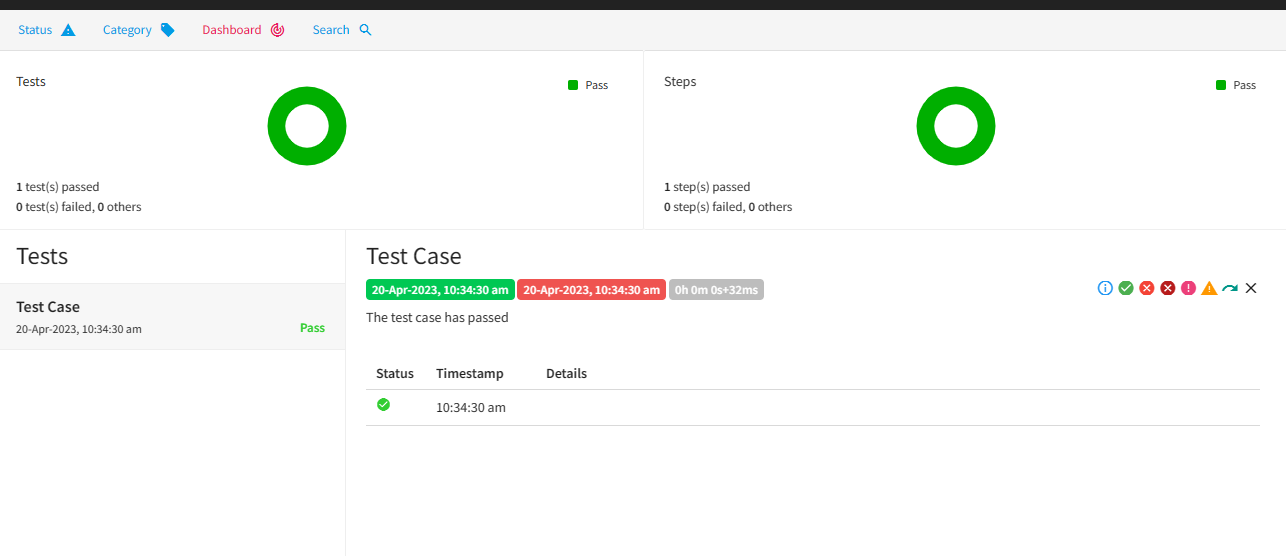 Status Category Dashboard Search
Tests
Pass
1 test(s) passed
0 test(s) failed, 0 others
Steps
Pass
1 step(s) passed
0 step(s) failed, 0 others
Tests
Test Case
20-Apr-2023, 10:34:30 am Pass
Test Case
20-Apr-2023, 10:34:30 am 20-Apr-2023, 10:34:30 am 0h 0m 0s+32ms
The test case has passed
Status Timestamp Details
10:34:30 am